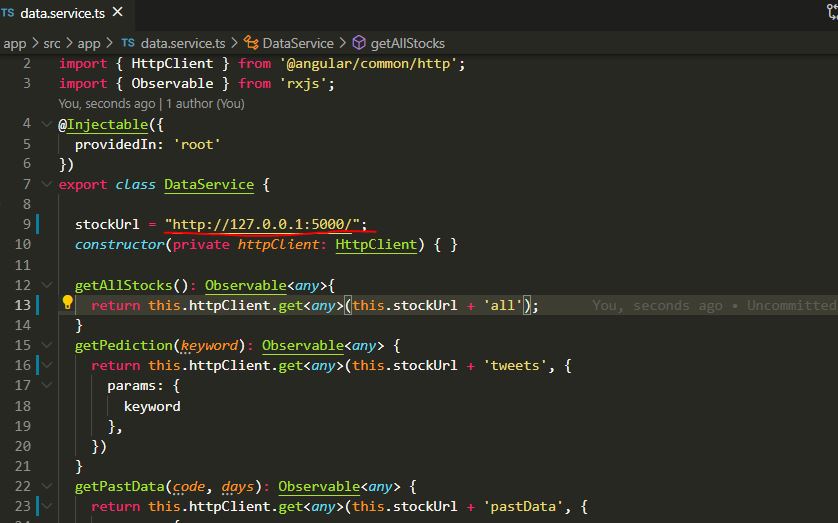 TS data.service.ts ×
app > src > app > TS data.service.ts > DataService > getAllStocks
2 import { HttpClient } from '@angular/common/http';
3 import { Observable } from 'rxjs';
You, seconds ago | 1 author (You)
4 @Injectable({
5 providedIn: 'root'
6 })
7 export class DataService {
8
9 stockUrl = "http://127.0.0.1:5000/";
10 constructor(private httpClient: HttpClient) { }
11
12 getAllStocks(): Observable<any>{
13 return this.httpClient.get<any>(this.stockUrl + 'all'); You, seconds ago • Uncommitted
14 }
15 getPediction(keyword): Observable<any> {
16 return this.httpClient.get<any>(this.stockUrl + 'tweets', {
17 params: {
18 keyword
19 },
20 })
21 }
22 getPastData(code, days): Observable<any> {
23 return this.httpClient.get<any>(this.stockUrl + 'pastData', {